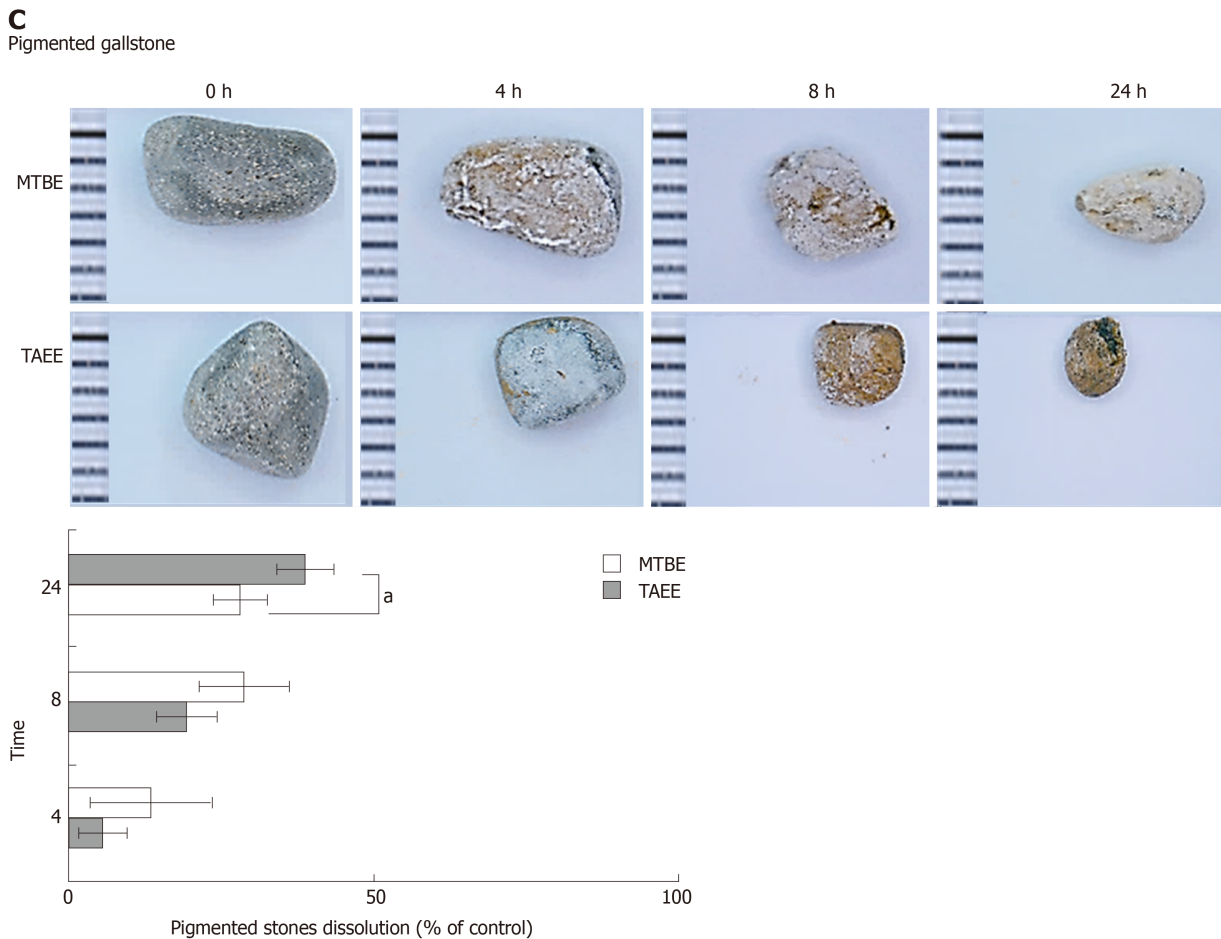 C
Pigmented gallstone
0 h 4 h 8 h 24 h
MTBE
TAEE
24
a
8
4
Time
0 50 100
Pigmented stones dissolution (% of control)
MTBE
TAEE